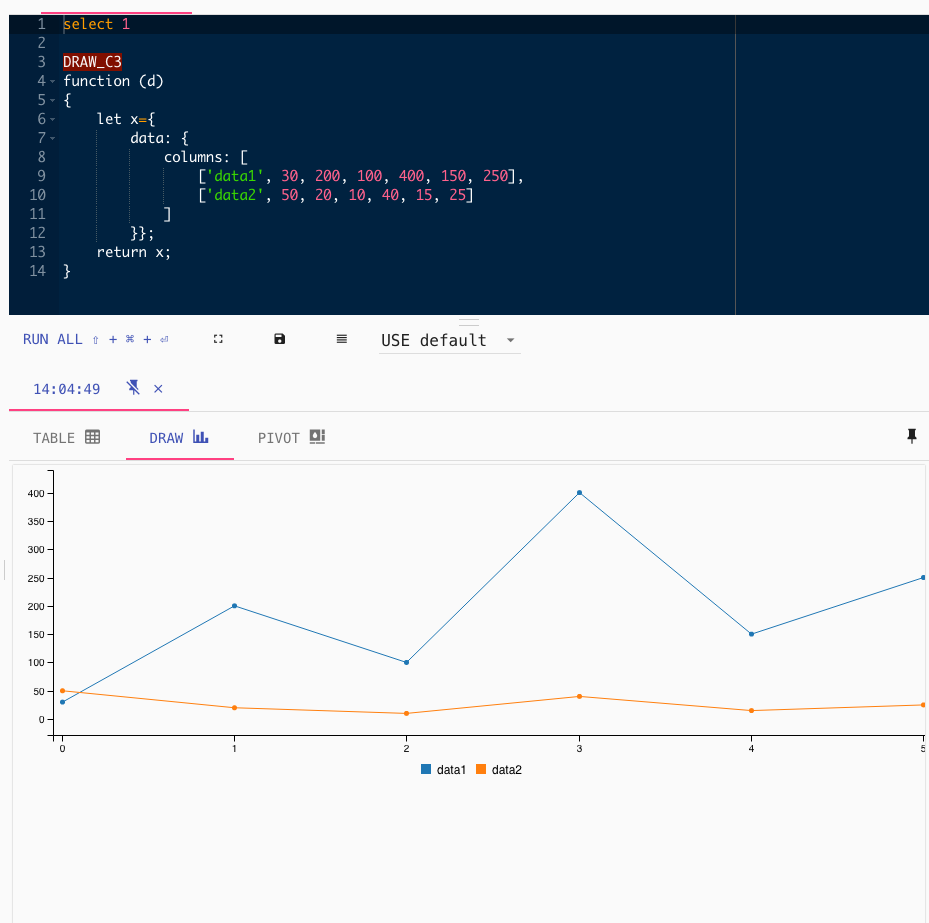 1 select 1
2
3 DRAW_C3
4 function (d)
5 {
6 let x={
7 data: {
8 columns: [
9 ['data1', 30, 200, 100, 400, 150, 250],
10 ['data2', 50, 20, 10, 40, 15, 25]
11 ]
12 }};
13 return x;
14 }
RUN ALL ⇧ + ⌘ + ⏎ USE default
14:04:49 ×
TABLE DRAW PIVOT
400
350
300
250
200
150
100
50
0
0 1 2 3 4 5
data1 data2